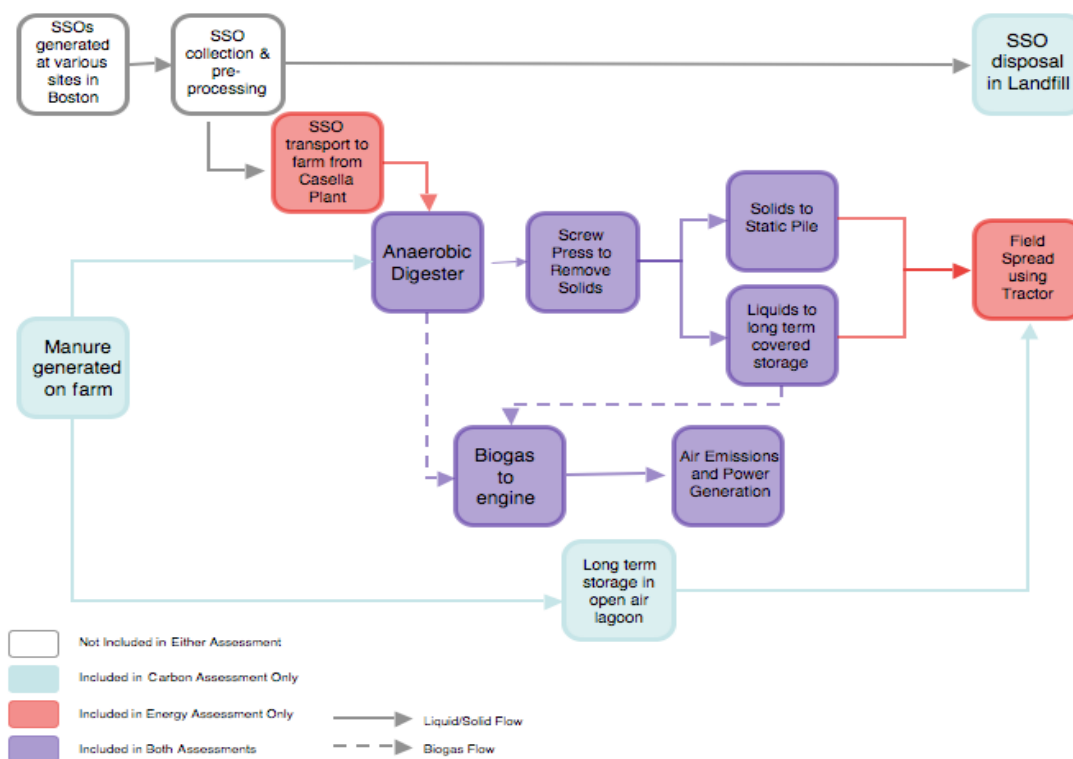 SSOs
generated
at various
sites in
Boston
SSO
collection &
pre-
processing
SSO
disposal
in Landfill
SSO
transport to
farm from
Casella
Plant
Anaerobic
Digester
Screw
Press to
Remove
Solids
Solids to
Static Pile
Liquids to
long term
covered
storage
Field
Spread
using
Tractor
Manure
generated
on farm
Biogas
to
engine
Air Emissions
and Power
Generation
Long term
storage in
open air
lagoon
Not Included in Either Assessment
Included in Carbon Assessment Only
Included in Energy Assessment Only
Included in Both Assessments
Liquid/Solid Flow
Biogas Flow